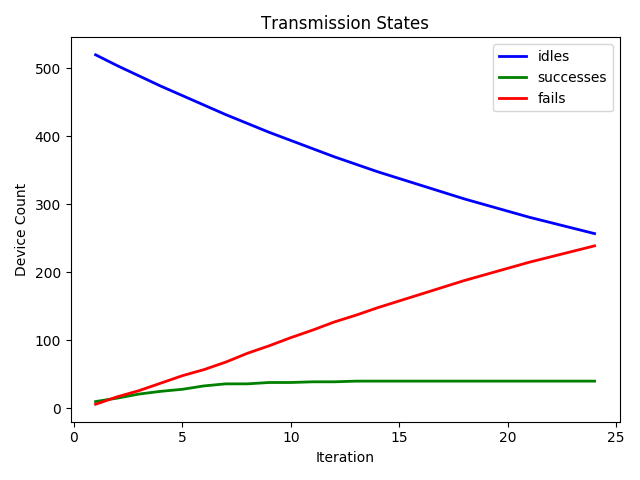 Transmission States
idles
successes
fails
Device Count
500
400
300
200
100
0
0 5 10 15 20 25
Iteration